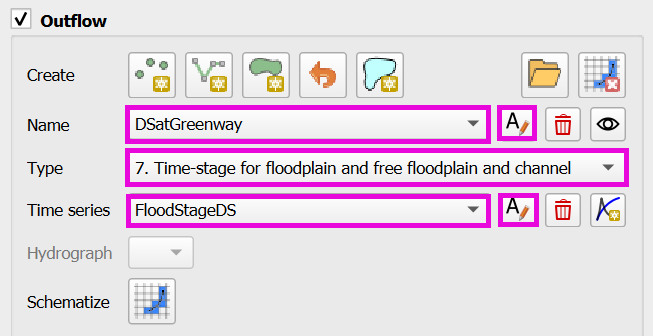 Outflow
Create
Name DSatGreenway A
Type 7. Time-stage for floodplain and free floodplain and channel
Time series FloodStageDS A
Hydrograph
Schematize